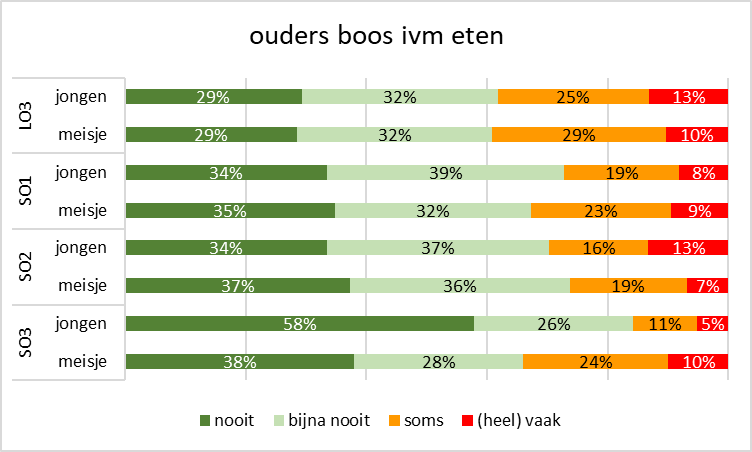 ouders boos ivm eten
LO3
jongen 29% 32% 25% 13%
meisje 29% 32% 29% 10%
SO1
jongen 34% 39% 19% 8%
meisje 35% 32% 23% 9%
SO2
jongen 34% 37% 16% 13%
meisje 37% 36% 19% 7%
SO3
jongen 58% 26% 11% 5%
meisje 38% 28% 24% 10%
nooit bijna nooit soms (heel) vaak